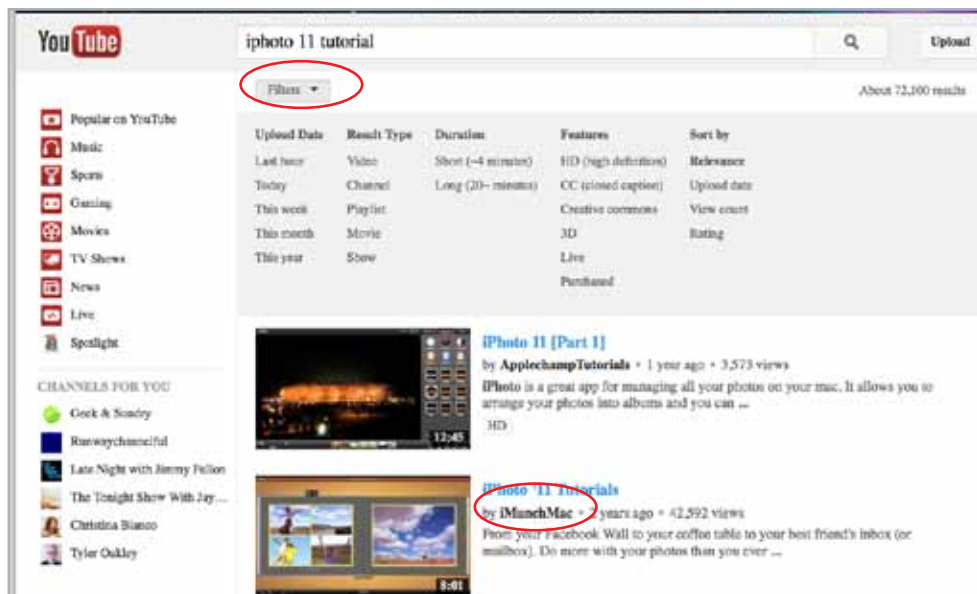 YouTube
iphoto 11 tutorial
Upload
Filters
About 72,100 results
Popular on YouTube
Music
Sports
Gaming
Movies
TV Shows
News
Live
Spotlight
CHANNELS FOR YOU
Geek & Sundry
Late Night with Jimmy Fallon
The Tonight Show With Jay...
Christina Bianco
Tyler Oakley
Upload Date
Last hour
Today
This week
This month
This year
Result Type
Video
Channel
Playlist
Movie
Show
Duration
Short (~4 minutes)
Long (20~ minutes)
Features
HD (high definition)
CC (closed caption)
Creative commons
3D
Live
Purchased
Sort by
Relevance
Upload date
View count
Rating
12:45
iPhoto 11 [Part 1]
by ApplechampTutorials • 1 year ago • 3,573 views
iPhoto is a great app for managing all your photos on your mac. It allows you to
arrange your photos into albums and you can ...
HD
8:01
iPhoto '11 Tutorials
by iMunchMac • 2 years ago • 42,592 views
From your Facebook Wall to your coffee table to your best friend's inbox (or
mailbox). Do more with your photos than you ever ...